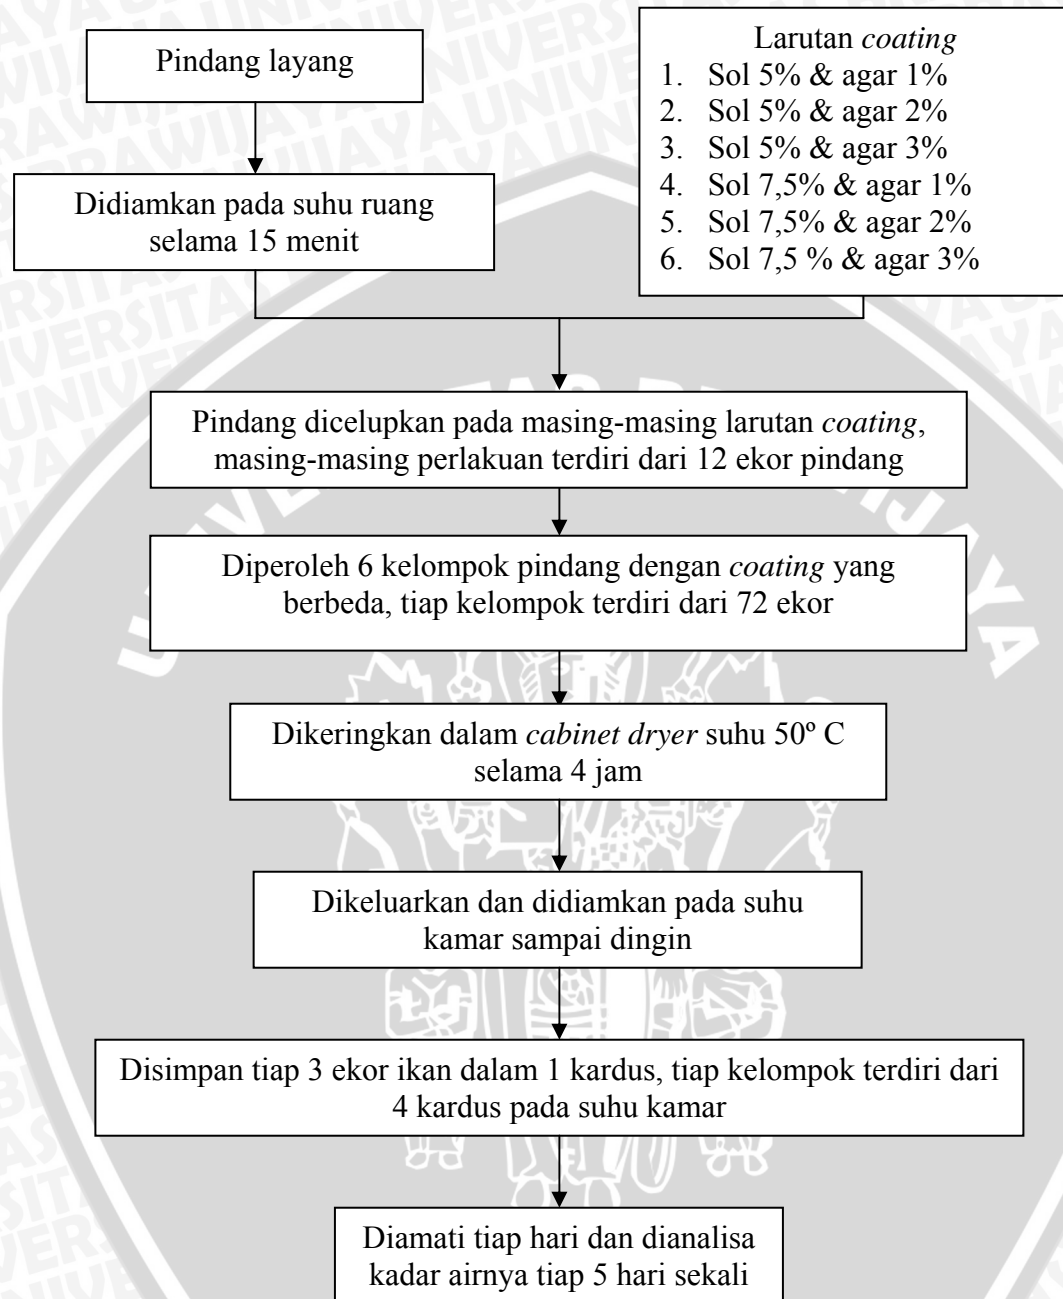 Pindang layang
Larutan coating
1. Sol 5% & agar 1%
2. Sol 5% & agar 2%
3. Sol 5% & agar 3%
4. Sol 7,5% & agar 1%
5. Sol 7,5% & agar 2%
6. Sol 7,5 % & agar 3%
Didiamkan pada suhu ruang
selama 15 menit
Pindang dicelupkan pada masing-masing larutan coating,
masing-masing perlakuan terdiri dari 12 ekor pindang
Diperoleh 6 kelompok pindang dengan coating yang
berbeda, tiap kelompok terdiri dari 72 ekor
Dikeringkan dalam cabinet dryer suhu 50º C
selama 4 jam
Dikeluarkan dan didiamkan pada suhu
kamar sampai dingin
Disimpan tiap 3 ekor ikan dalam 1 kardus, tiap kelompok terdiri dari
4 kardus pada suhu kamar
Diamati tiap hari dan dianalisa
kadar airnya tiap 5 hari sekali